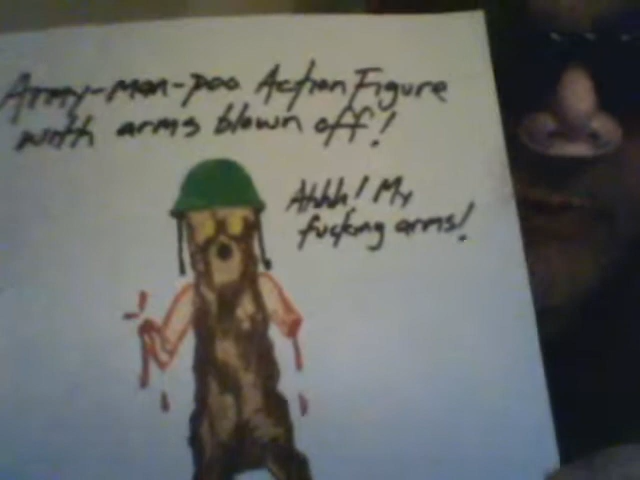 Army-Man-Poo Action Figure
with arms blown off!
Ahhh! My
fucking arms!